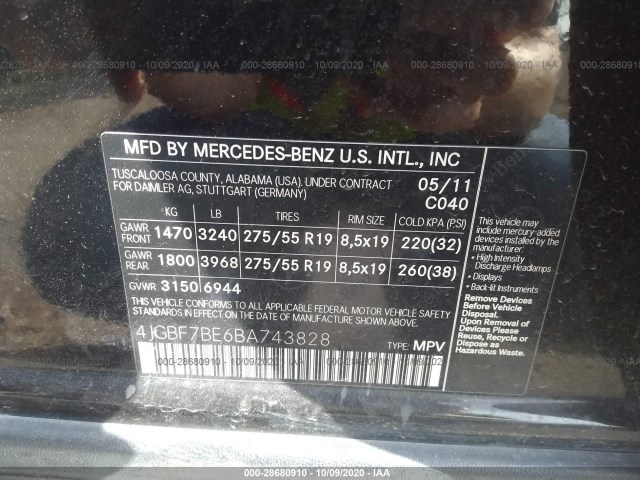 000-28680910 - 10/09/2020 - IAA
MFD BY MERCEDES-BENZ U.S. INTL., INC
TUSCALOOSA COUNTY, ALABAMA (USA). UNDER CONTRACT
FOR DAIMLER AG, STUTTGART (GERMANY)
05/11
C040
KG LB TIRES RIM SIZE COLD KPA (PSI)
GAWR FRONT 1470 3240 275/55 R19 8,5x19 220(32)
GAWR REAR 1800 3968 275/55 R19 8,5x19 260(38)
GVWR 3150 6944
THIS VEHICLE CONFORMS TO ALL APPLICABLE FEDERAL MOTOR VEHICLE SAFETY
STANDARDS IN EFFECT ON THE DATE OF MANUFACTURE SHOWN ABOVE.
4JGBF7BE6BA743828
TYPE: MPV
000-28680910 - 10/09/2020 - IAA
This vehicle may
include mercury-added
devices installed by the
manufacturer:
• High Intensity
Discharge Headlamps
• Displays
• Back-lit Instruments
Remove Devices
Before Vehicle
Disposal.
Upon Removal of
Devices Please
Reuse, Recycle or
Dispose as
Hazardous Waste.
000-28680910 - 10/09/2020 - IAA